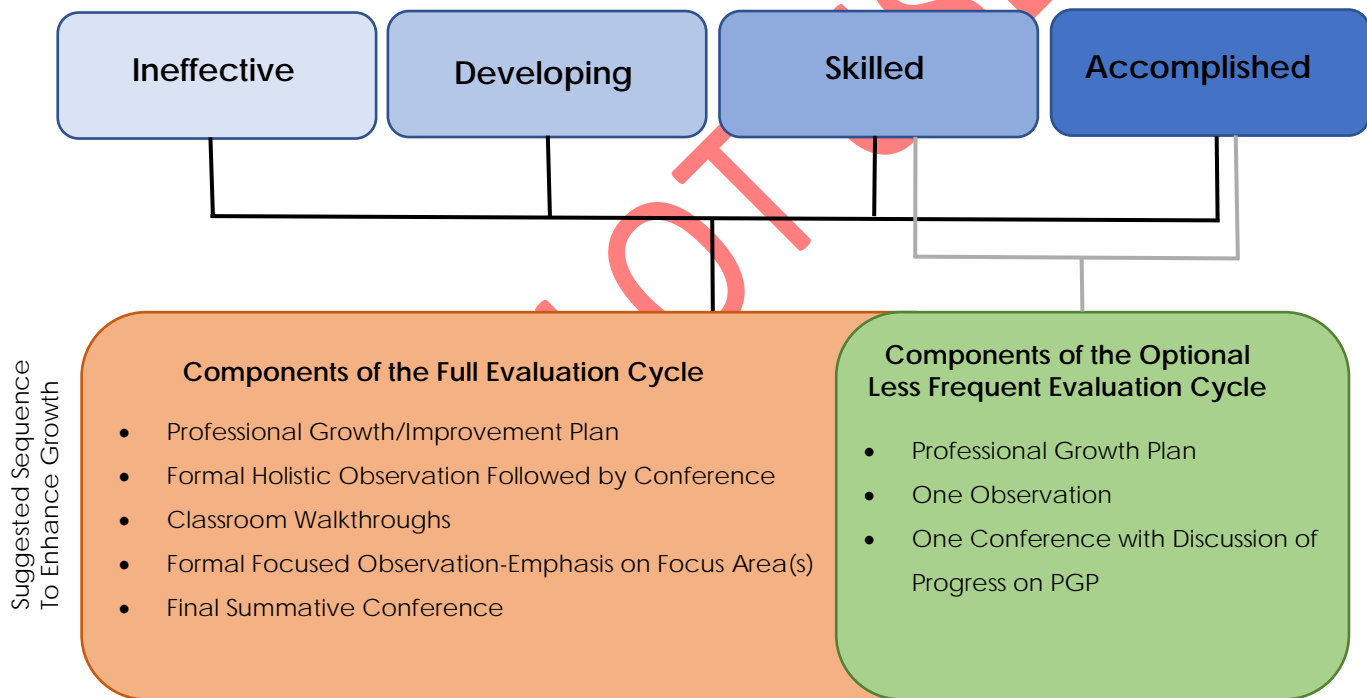 Ineffective
Developing
Skilled
Accomplished
Suggested Sequence
To Enhance Growth
Components of the Full Evaluation Cycle
• Professional Growth/Improvement Plan
• Formal Holistic Observation Followed by Conference
• Classroom Walkthroughs
• Formal Focused Observation-Emphasis on Focus Area(s)
• Final Summative Conference
Components of the Optional
Less Frequent Evaluation Cycle
• Professional Growth Plan
• One Observation
• One Conference with Discussion of
Progress on PGP